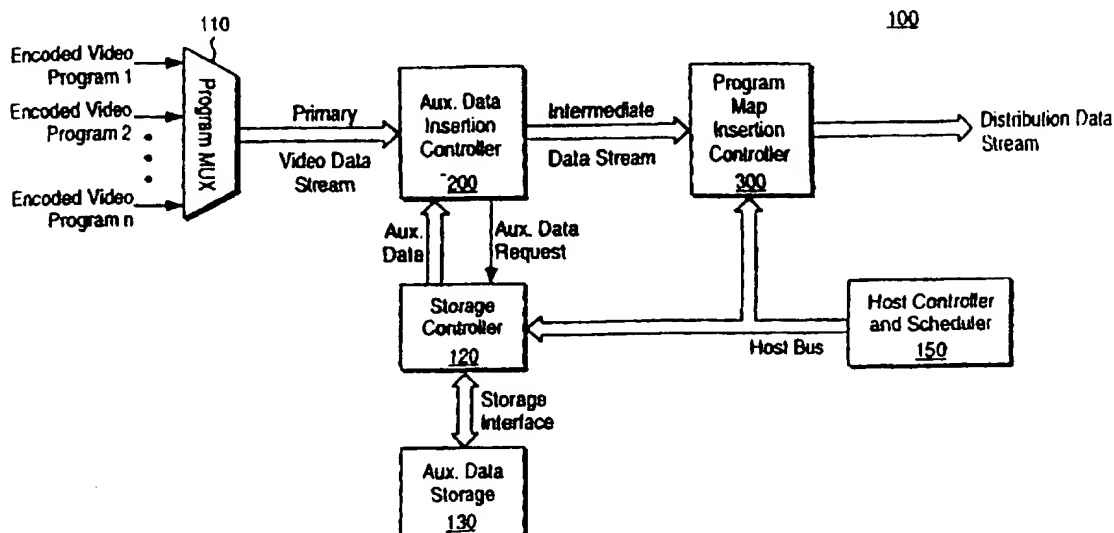 100
110
Encoded Video
Program 1
Encoded Video
Program 2
Encoded Video
Program n
Program MUX
Primary
Video Data
Stream
Aux. Data
Insertion
Controller
200
Intermediate
Data Stream
Program
Map
Insertion
Controller
300
Distribution Data
Stream
Aux.
Data
Aux. Data
Request
Storage
Controller
120
Host Bus
Host Controller
and Scheduler
150
Storage
Interface
Aux. Data
Storage
130